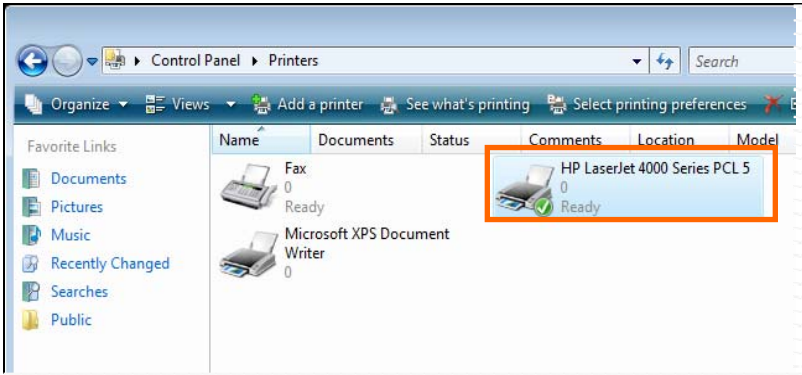 Control Panel Printers
Search
Organize Views Add a printer See what's printing Select printing preferences
Favorite Links
Documents
Pictures
Music
Recently Changed
Searches
Public
Name Documents Status Comments Location Model
Fax
0
Ready
HP LaserJet 4000 Series PCL 5
0
Ready
Microsoft XPS Document
Writer
0